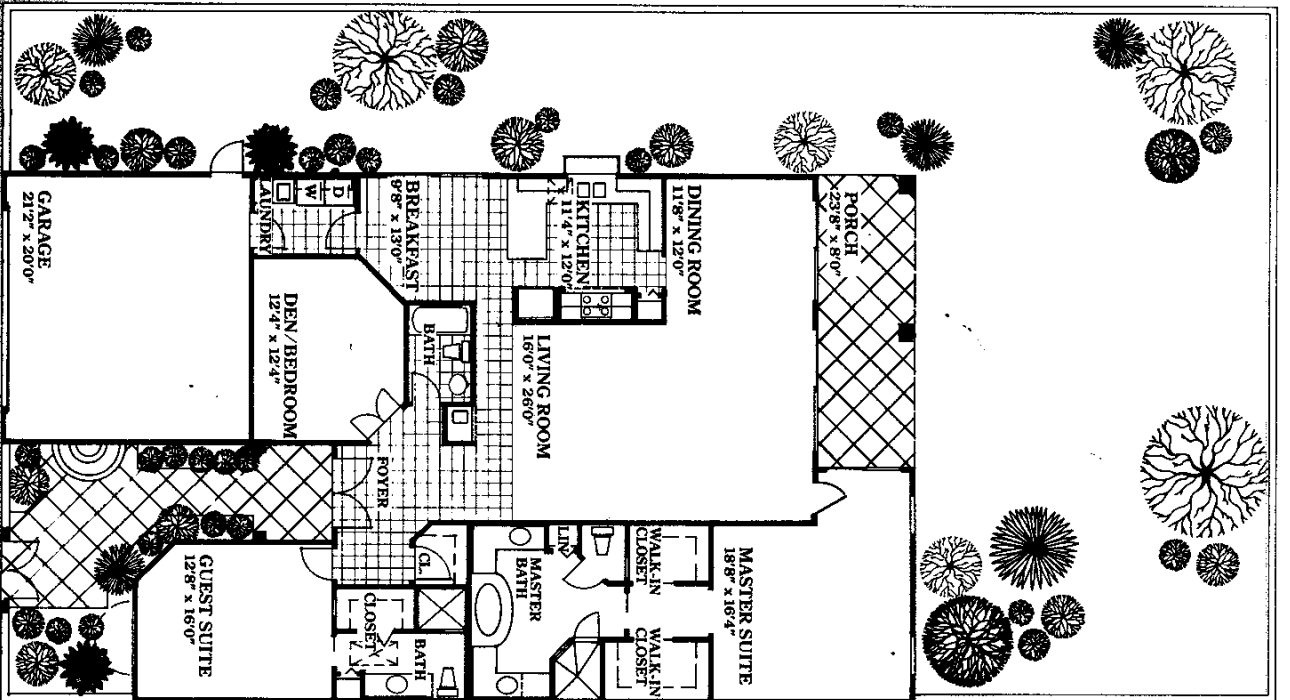 GARAGE
21'2" x 20'0"
LAUNDRY
W
D
BREAKFAST
9'8" x 13'0"
DEN/BEDROOM
12'4" x 12'4"
BATH
KITCHEN
11'4" x 12'0"
DINING ROOM
11'8" x 12'0"
LIVING ROOM
16'0" x 26'0"
PORCH
23'8" x 8'0"
FOYER
GUEST SUITE
12'8" x 16'0"
CL.
CLOSET
BATH
MASTER
BATH
LIN
WALK-IN
CLOSET
WALK-IN
CLOSET
MASTER SUITE
18'8" x 16'4"